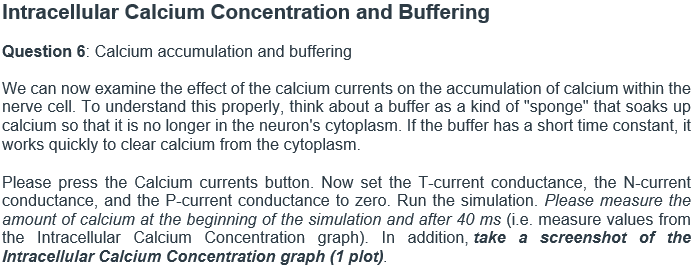 Intracellular Calcium Concentration and Buffering
Question 6: Calcium accumulation and buffering
We can now examine the effect of the calcium currents on the accumulation of calcium within the
nerve cell. To understand this properly, think about a buffer as a kind of "sponge" that soaks up
calcium so that it is no longer in the neuron's cytoplasm. If the buffer has a short time constant, it
works quickly to clear calcium from the cytoplasm.
Please press the Calcium currents button. Now set the T-current conductance, the N-current
conductance, and the P-current conductance to zero. Run the simulation. Please measure the
amount of calcium at the beginning of the simulation and after 40 ms (i.e. measure values from
the Intracellular Calcium Concentration graph). In addition, take a screenshot of the
Intracellular Calcium Concentration graph (1 plot).